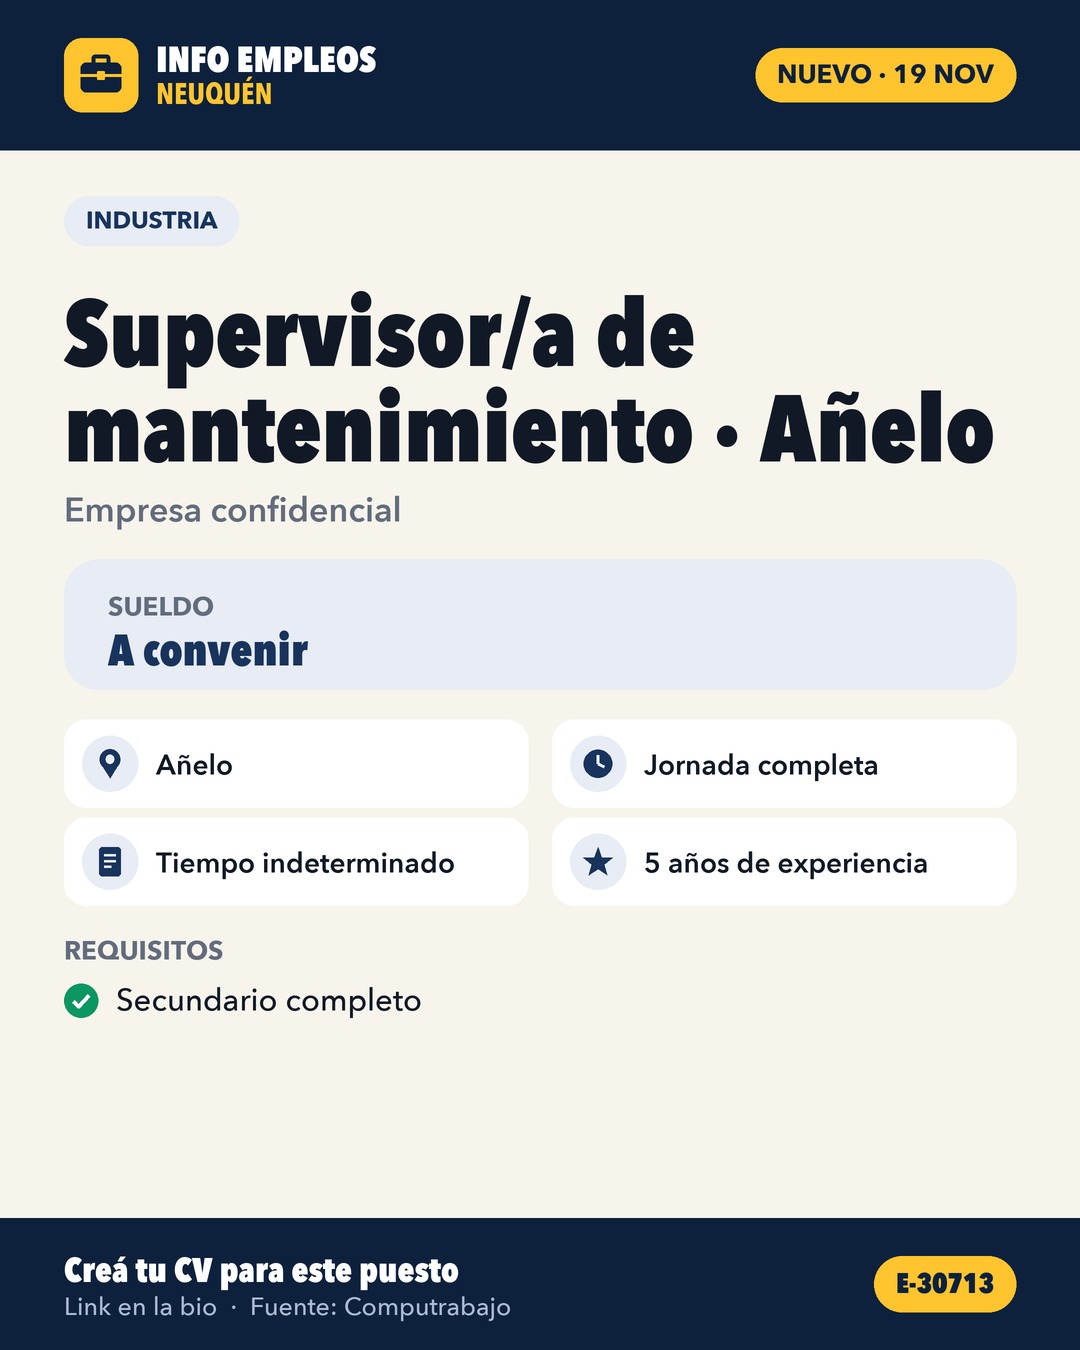 INFO EMPLEOS
NEUQUÉN
NUEVO · 19 NOV
INDUSTRIA
Supervisor/a de
mantenimiento · Añelo
Empresa confidencial
SUELDO
A convenir
Añelo
Jornada completa
Tiempo indeterminado
5 años de experiencia
REQUISITOS
Secundario completo
Creá tu CV para este puesto
Link en la bio · Fuente: Computrabajo
E-30713